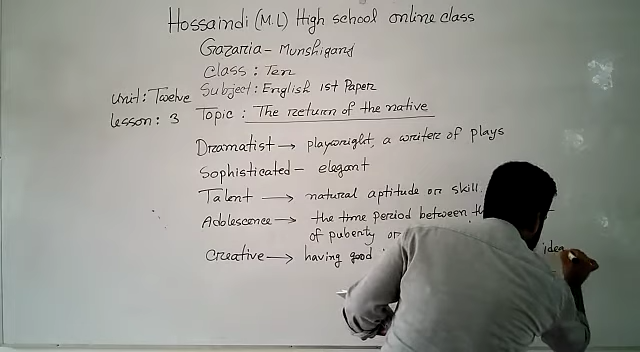 Hossaindi (M.L) High school online class
Gazaria - Munshiganj
Class : Ten
Unit : Twelve Subject : English 1st Paper
lesson : 3 Topic : The return of the native
Dramatist → playwright, a writer of plays
Sophisticated - elegant
Talent → natural aptitude or skill.
Adolescence → the time period between
of puberty or
Creative → having good idea